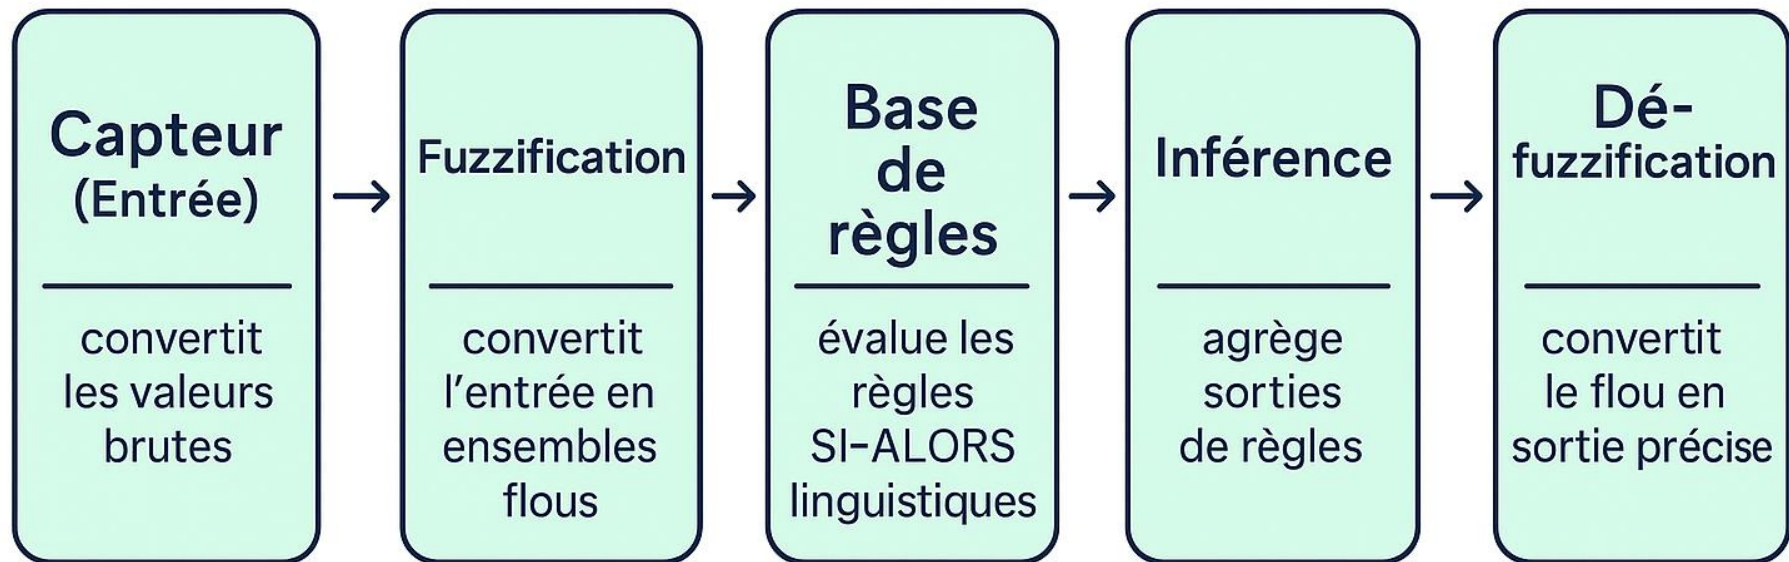 Capteur
(Entrée)
convertit
les valeurs
brutes
Fuzzification
convertit
l’entrée en
ensembles
flous
Base
de
règles
évalue les
règles
SI-ALORS
linguistiques
Inférence
agrège
sorties
de règles
Dé-
fuzzification
convertit
le flou en
sortie précise